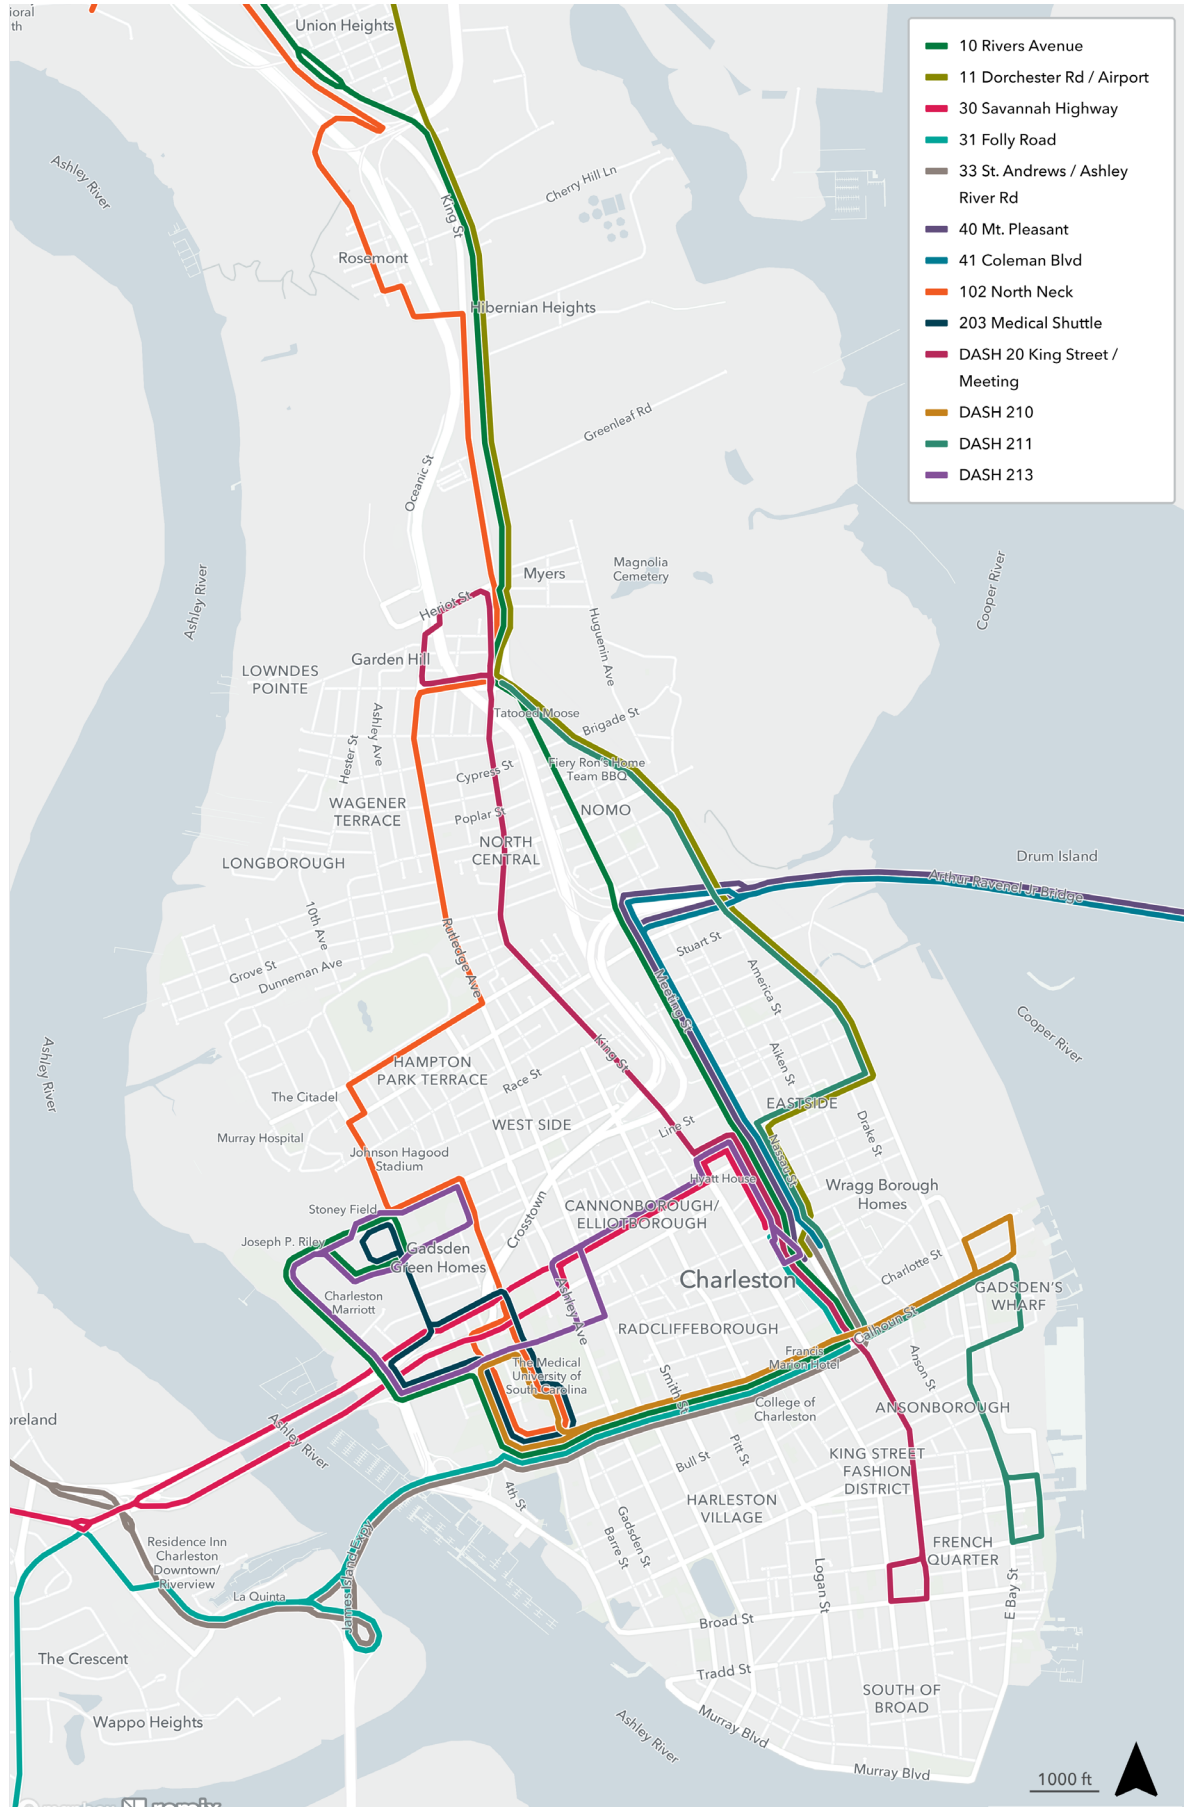 ioral
th
Union Heights
10 Rivers Avenue
11 Dorchester Rd / Airport
30 Savannah Highway
31 Folly Road
33 St. Andrews / Ashley
River Rd
40 Mt. Pleasant
41 Coleman Blvd
102 North Neck
203 Medical Shuttle
DASH 20 King Street /
Meeting
DASH 210
DASH 211
DASH 213
Ashley River
Cherry Hill Ln
King St
Rosemont
Hibernian Heights
Greenleaf Rd
Oceanic St
Myers
Magnolia
Cemetery
Cooper River
Ashley River
Heriot St
Huguenin Ave
Garden Hill
LOWNDES
POINTE
Tatooed Moose
Brigade St
Ashley Ave
Hester St
Cypress St
Fiery Ron's Home
Team BBQ
WAGENER
TERRACE
Poplar St
NOMO
NORTH
CENTRAL
LONGBOROUGH
Drum Island
Arthur Ravenel Jr Bridge
10th Ave
Rutledge Ave
Grove St
Dunneman Ave
Stuart St
America St
Meeting St
Cooper River
Ashley River
King St
Aiken St
HAMPTON
PARK TERRACE
Race St
The Citadel
EASTSIDE
WEST SIDE
Line St
Drake St
Murray Hospital
Johnson Hagood
Stadium
Nassau St
Hyatt House
Wragg Borough
Homes
Stoney Field
Crosstown
CANNONBOROUGH/
ELLIOTBOROUGH
Joseph P. Riley
Gadsden
Green Homes
Charlotte St
Charleston
Charleston
Marriott
Ashley Ave
GADSDEN'S
WHARF
RADCLIFFEBOROUGH
Calhoun St
Francis
Marion Hotel
Anson St
The Medical
University of
South Carolina
Smith St
College of
Charleston
ANSONBOROUGH
oreland
Ashley River
Pitt St
Bull St
KING STREET
FASHION
DISTRICT
4th St
HARLESTON
VILLAGE
Gadsden St
Barre St
Residence Inn
Charleston
Downtown/
Riverview
James Island Expy
FRENCH
QUARTER
La Quinta
Logan St
E Bay St
Broad St
The Crescent
Tradd St
SOUTH OF
BROAD
Wappo Heights
Ashley River
Murray Blvd
Murray Blvd
1000 ft